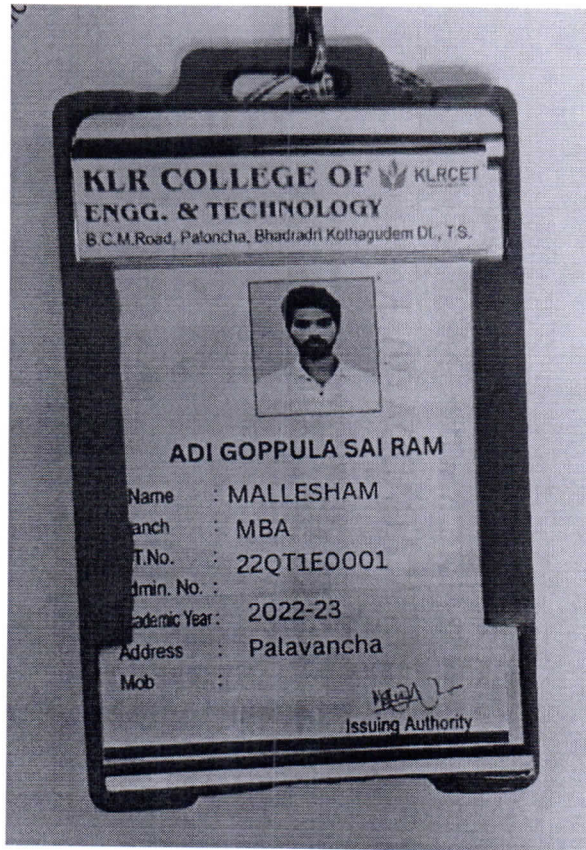 KLR COLLEGE OF KLRCET
ENGG. & TECHNOLOGY
B.C.M.Road, Paloncha, Bhadradri Kothagudem Dt., T.S.
ADI GOPPULA SAI RAM
Name : MALLESHAM
anch : MBA
T.No. : 22QT1E0001
dmin. No. :
ademic Year : 2022-23
Address : Palavancha
Mob :
Issuing Authority